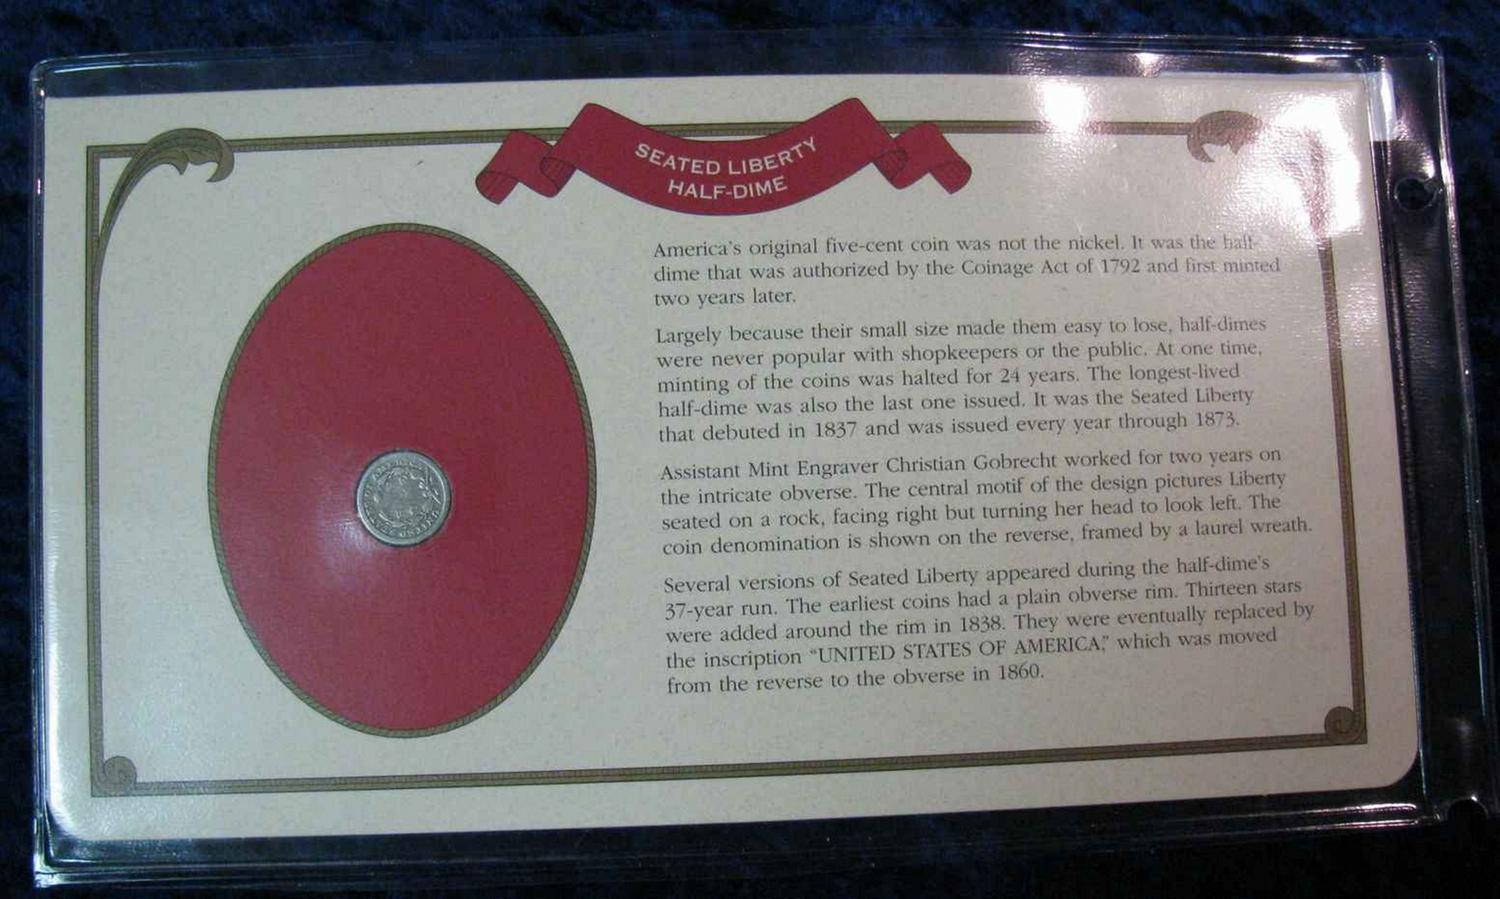 SEATED LIBERTY
HALF-DIME
America's original five-cent coin was not the nickel. It was the half-
dime that was authorized by the Coinage Act of 1792 and first minted
two years later.
Largely because their small size made them easy to lose, half-dimes
were never popular with shopkeepers or the public. At one time,
minting of the coins was halted for 24 years. The longest-lived
half-dime was also the last one issued. It was the Seated Liberty
that debuted in 1837 and was issued every year through 1873.
Assistant Mint Engraver Christian Gobrecht worked for two years on
the intricate obverse. The central motif of the design pictures Liberty
seated on a rock, facing right but turning her head to look left. The
coin denomination is shown on the reverse, framed by a laurel wreath.
Several versions of Seated Liberty appeared during the half-dime's
37-year run. The earliest coins had a plain obverse rim. Thirteen stars
were added around the rim in 1838. They were eventually replaced by
the inscription "UNITED STATES OF AMERICA," which was moved
from the reverse to the obverse in 1860.